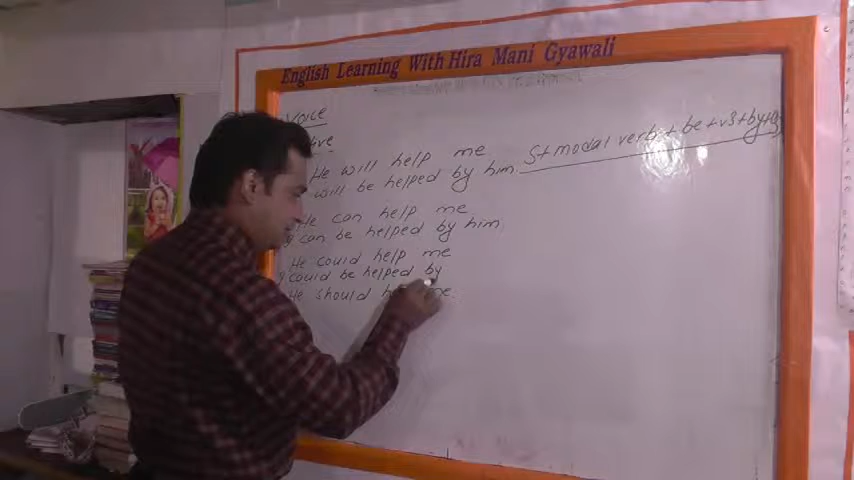 English Learning With Hira Mani Gyawali
Voice
He will help me
S+modal verb + be+v3+by+
will be helped by him.
He can help me
can be helped by him
He could help me
I could be helped by
He should me.